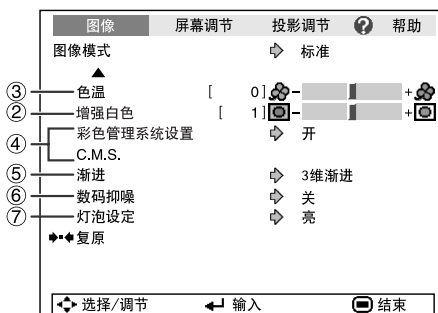 图像 屏幕调节 投影调节 ? 帮助
图像模式 标准
③ 色温 [ 0] - +
② 增强白色 [ 1] - +
④ 彩色管理系统设置 开
C.M.S.
⑤ 渐进 3维渐进
⑥ 数码抑噪 关
⑦ 灯泡设定 亮
复原
选择/调节 输入 结束